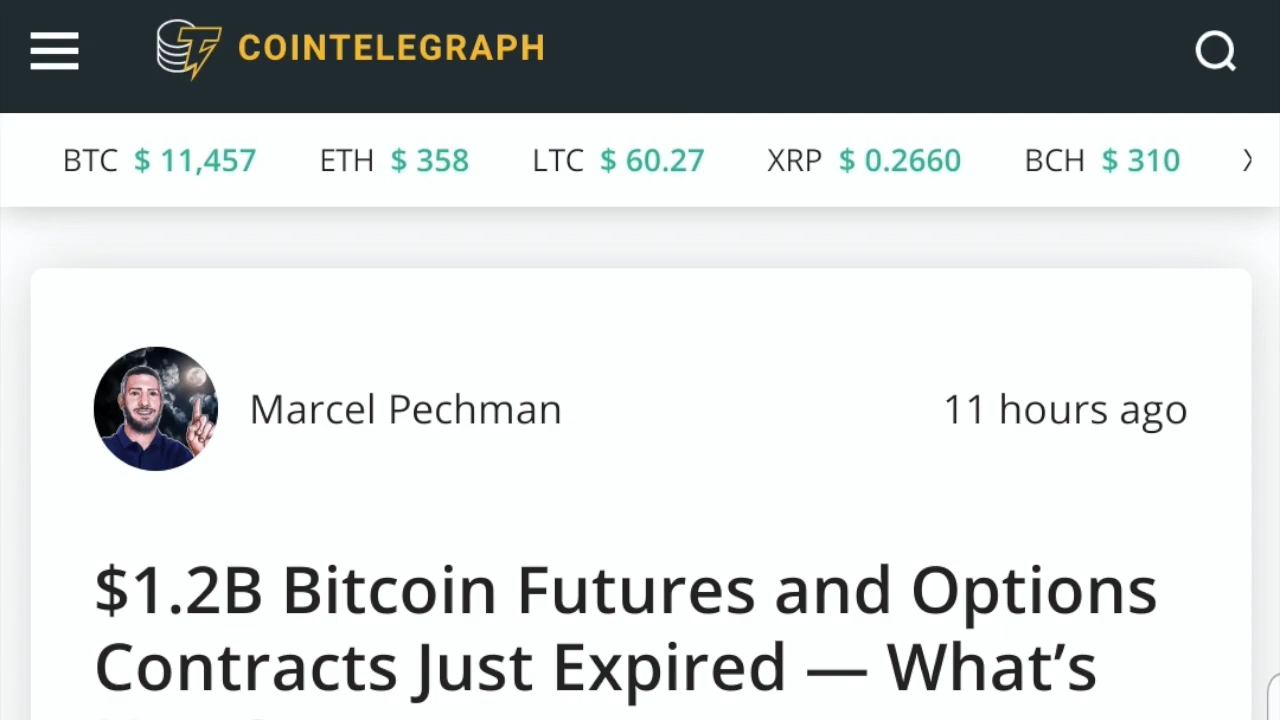 COINTELEGRAPH
BTC $ 11,457 ETH $ 358 LTC $ 60.27 XRP $ 0.2660 BCH $ 310
Marcel Pechman 11 hours ago
$1.2B Bitcoin Futures and Options
Contracts Just Expired — What’s